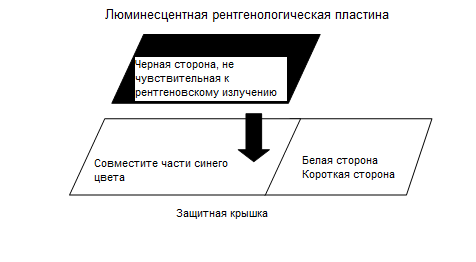 Люминесцентная рентгенологическая пластина
Черная сторона, не
чувствительная к
рентгеновскому излучению
Совместите части синего
цвета
Белая сторона
Короткая сторона
Защитная крышка